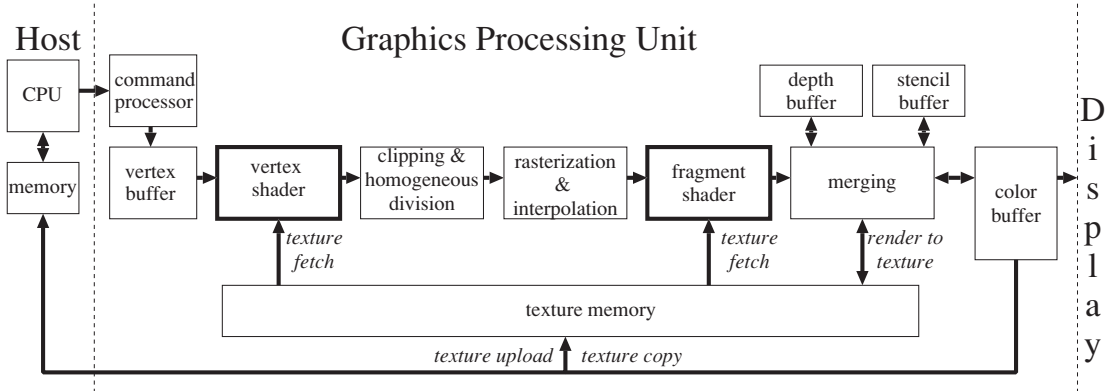 Host
Graphics Processing Unit
CPU
command
processor
depth
buffer
stencil
buffer
memory
vertex
buffer
vertex
shader
clipping &
homogeneous
division
rasterization
&
interpolation
fragment
shader
merging
color
buffer
Display
texture
fetch
texture
fetch
render to
texture
texture memory
texture upload
texture copy